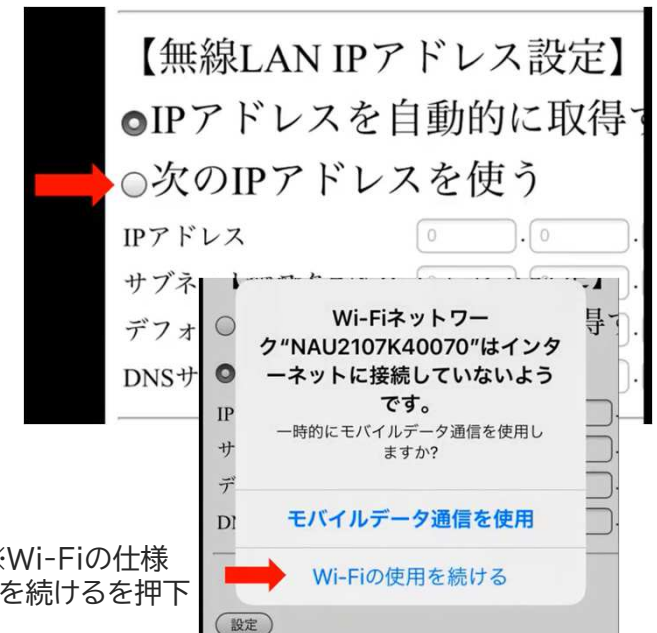 【無線LAN IPアドレス設定】
IPアドレスを自動的に取得す
次のIPアドレスを使う
IPアドレス
0 . 0 .
サブネ
デフォ
DNSサ
得す
Wi-Fiネットワー
ク“NAU2107K40070”はインタ
ーネットに接続していないよう
です。
一時的にモバイルデータ通信を使用し
ますか?
IP
サ
デ
モバイルデータ通信を使用
Wi-Fiの使用を続ける
設定
※Wi-Fiの仕様
を続けるを押下